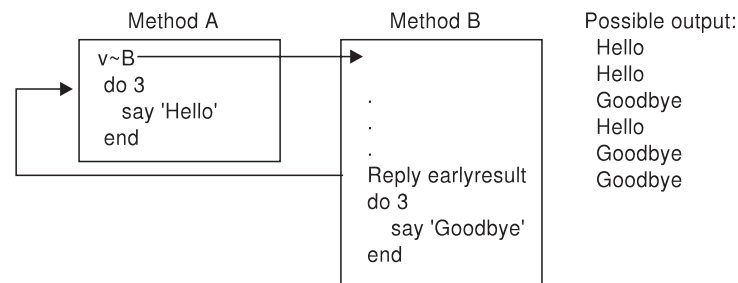 Method A
v~B
do 3
say 'Hello'
end
Method B
.
.
.
Reply earlyresult
do 3
say 'Goodbye'
end
Possible output:
Hello
Hello
Goodbye
Hello
Goodbye
Goodbye